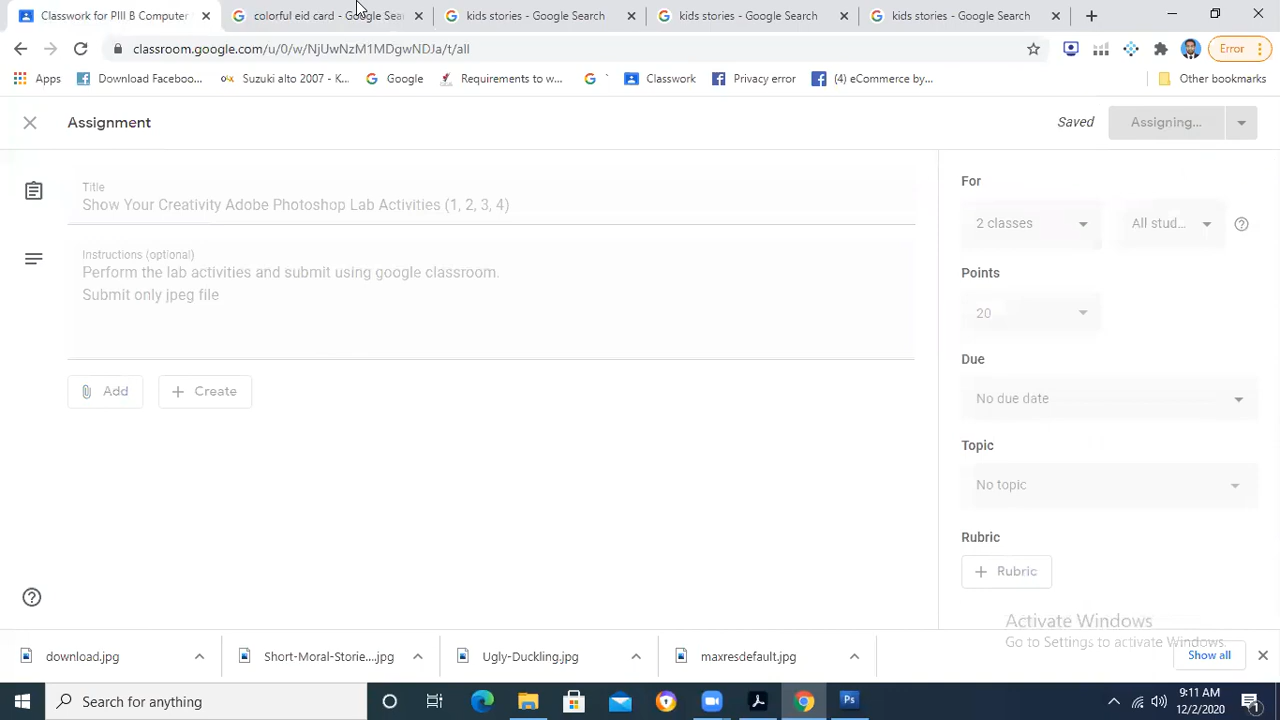 Classroom for PIII B Computer
colorful eid card - Google Sear
kids stories - Google Search
kids stories - Google Search
kids stories - Google Search
classroom.google.com/u/0/w/NjUwNzM1MDgwNDJa/t/all
Error
Apps
Download Faceboo...
Suzuki alto 2007 - K...
Google
Requirements to w...
Classwork
Privacy error
(4) eCommerce by...
Other bookmarks
Assignment
Saved
Assigning...
Title
Show Your Creativity Adobe Photoshop Lab Activities (1, 2, 3, 4)
Instructions (optional)
Perform the lab activities and submit using google classroom.
Submit only jpeg file
Add
Create
For
2 classes
All stud...
Points
20
Due
No due date
Topic
No topic
Rubric
Rubric
Activate Windows
Go to Settings to activate Windows.
download.jpg
Short-Moral-Storie....jpg
Ugly-Duckling.jpg
maxresdefault.jpg
Show all
Search for anything
9:11 AM
12/2/2020